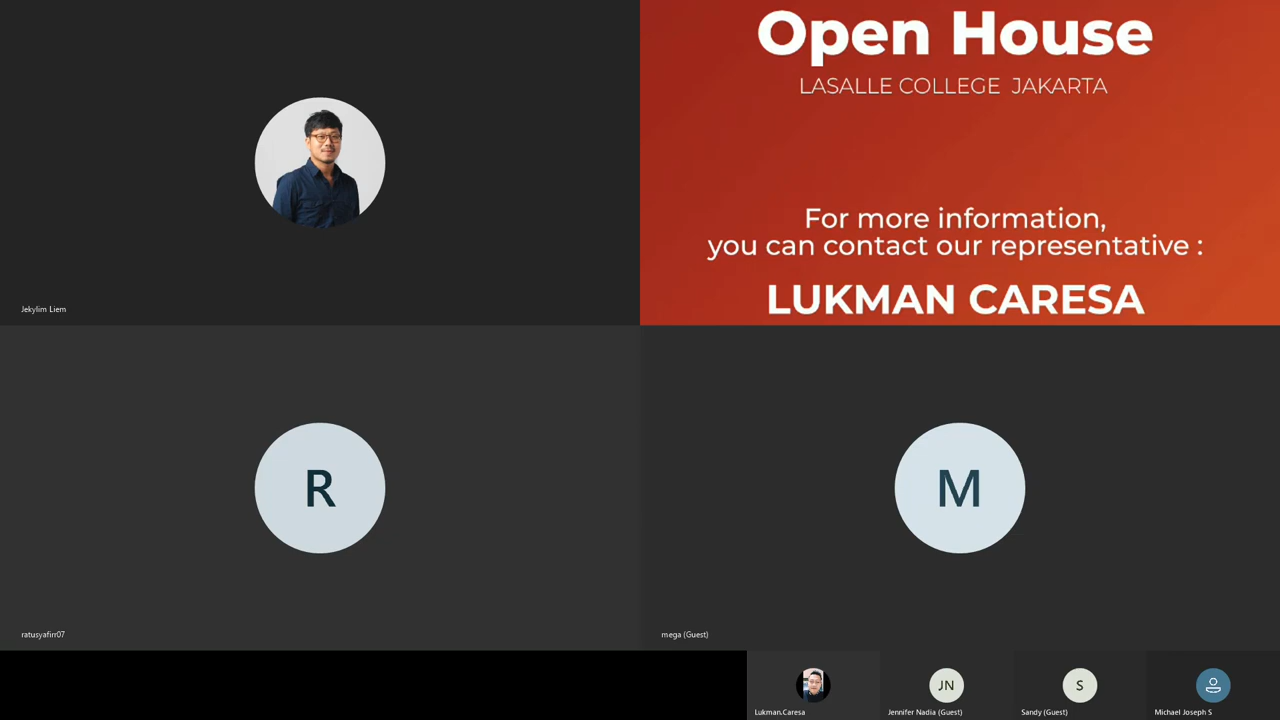 Open House
LASALLE COLLEGE JAKARTA
For more information,
you can contact our representative :
LUKMAN CARESA
Jekylim Liem
R
M
ratusyafirr07
mega (Guest)
JN
S
Lukman.Caresa
Jennifer Nadia (Guest)
Sandy (Guest)
Michael Joseph S